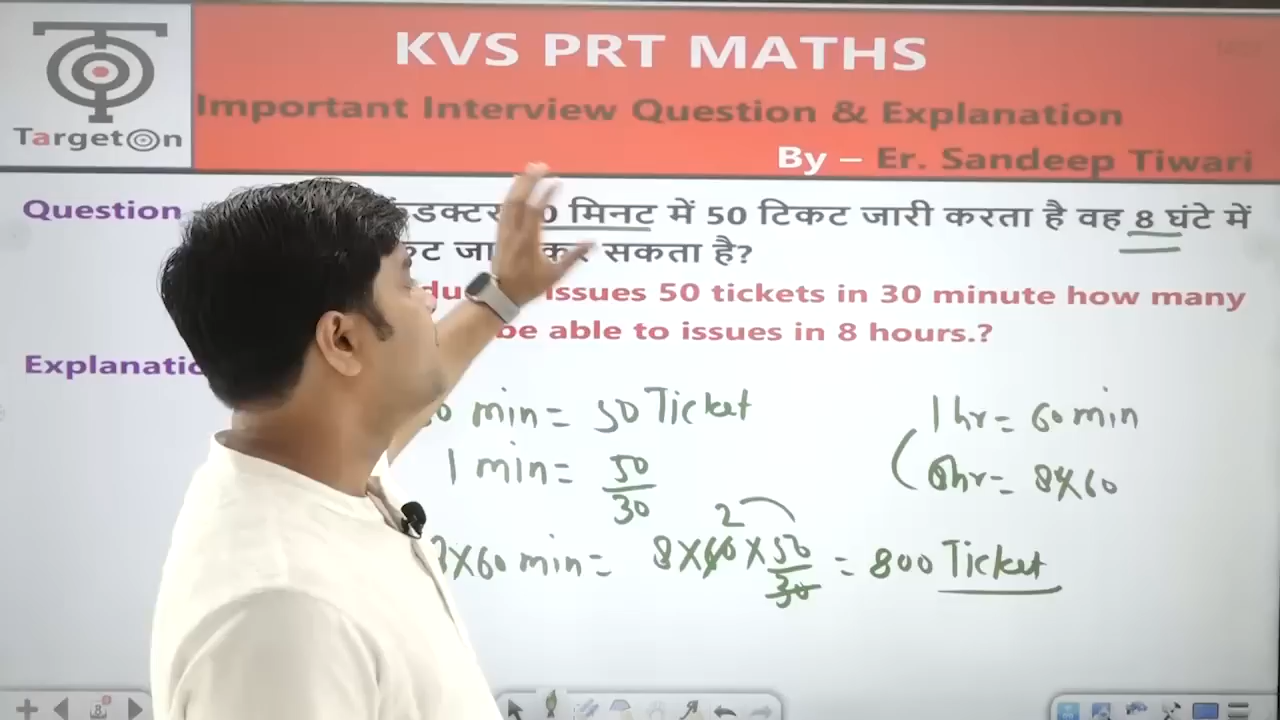 KVS PRT MATHS
Important Interview Question & Explanation
TargetOn
By – Er. Sandeep Tiwari
Question
मिनट में 50 टिकट जारी करता है वह 8 घंटे में
कर सकता है?
issues 50 tickets in 30 minute how many
be able to issues in 8 hours.?
min = 50 Ticket
1 hr = 60 min
1 min = 50/30
8hr = 8×60
×60 min = 8×60×50/30 = 800 Ticket
2
8